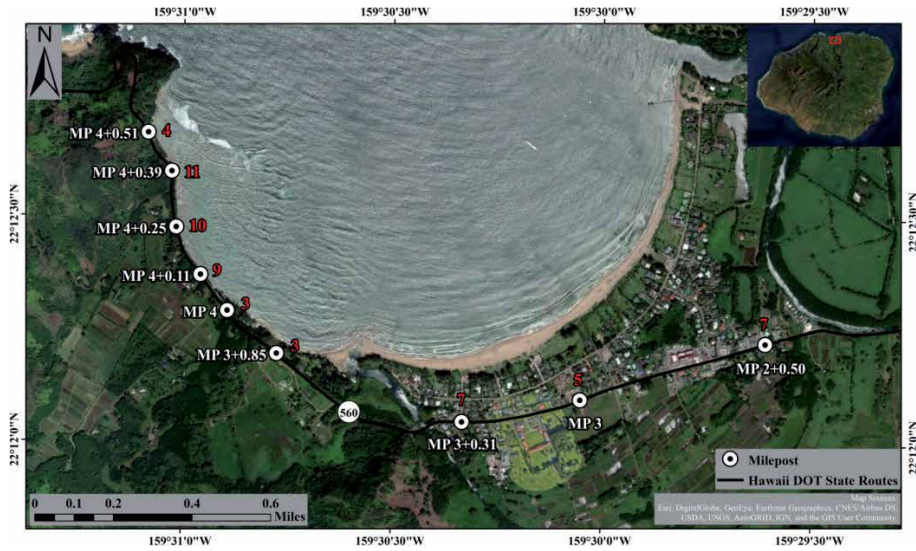 159°31'0"W
159°30'30"W
159°30'0"W
159°29'30"W
N
MP 4+0.51
4
MP 4+0.39
11
22°12'30"N
22°12'30"N
MP 4+0.25
10
MP 4+0.11
9
MP 4
3
MP 3+0.85
3
7
MP 2+0.50
5
MP 3
7
MP 3+0.31
560
22°12'0"N
22°12'0"N
Milepost
Hawaii DOT State Routes
0 0.1 0.2 0.4 0.6
Miles
Map Sources:
Esri, DigitalGlobe, GeoEye, Earthstar Geographics, CNES/Airbus DS,
USDA, USGS, AeroGRID, IGN, and the GIS User Community
159°31'0"W
159°30'30"W
159°30'0"W
159°29'30"W